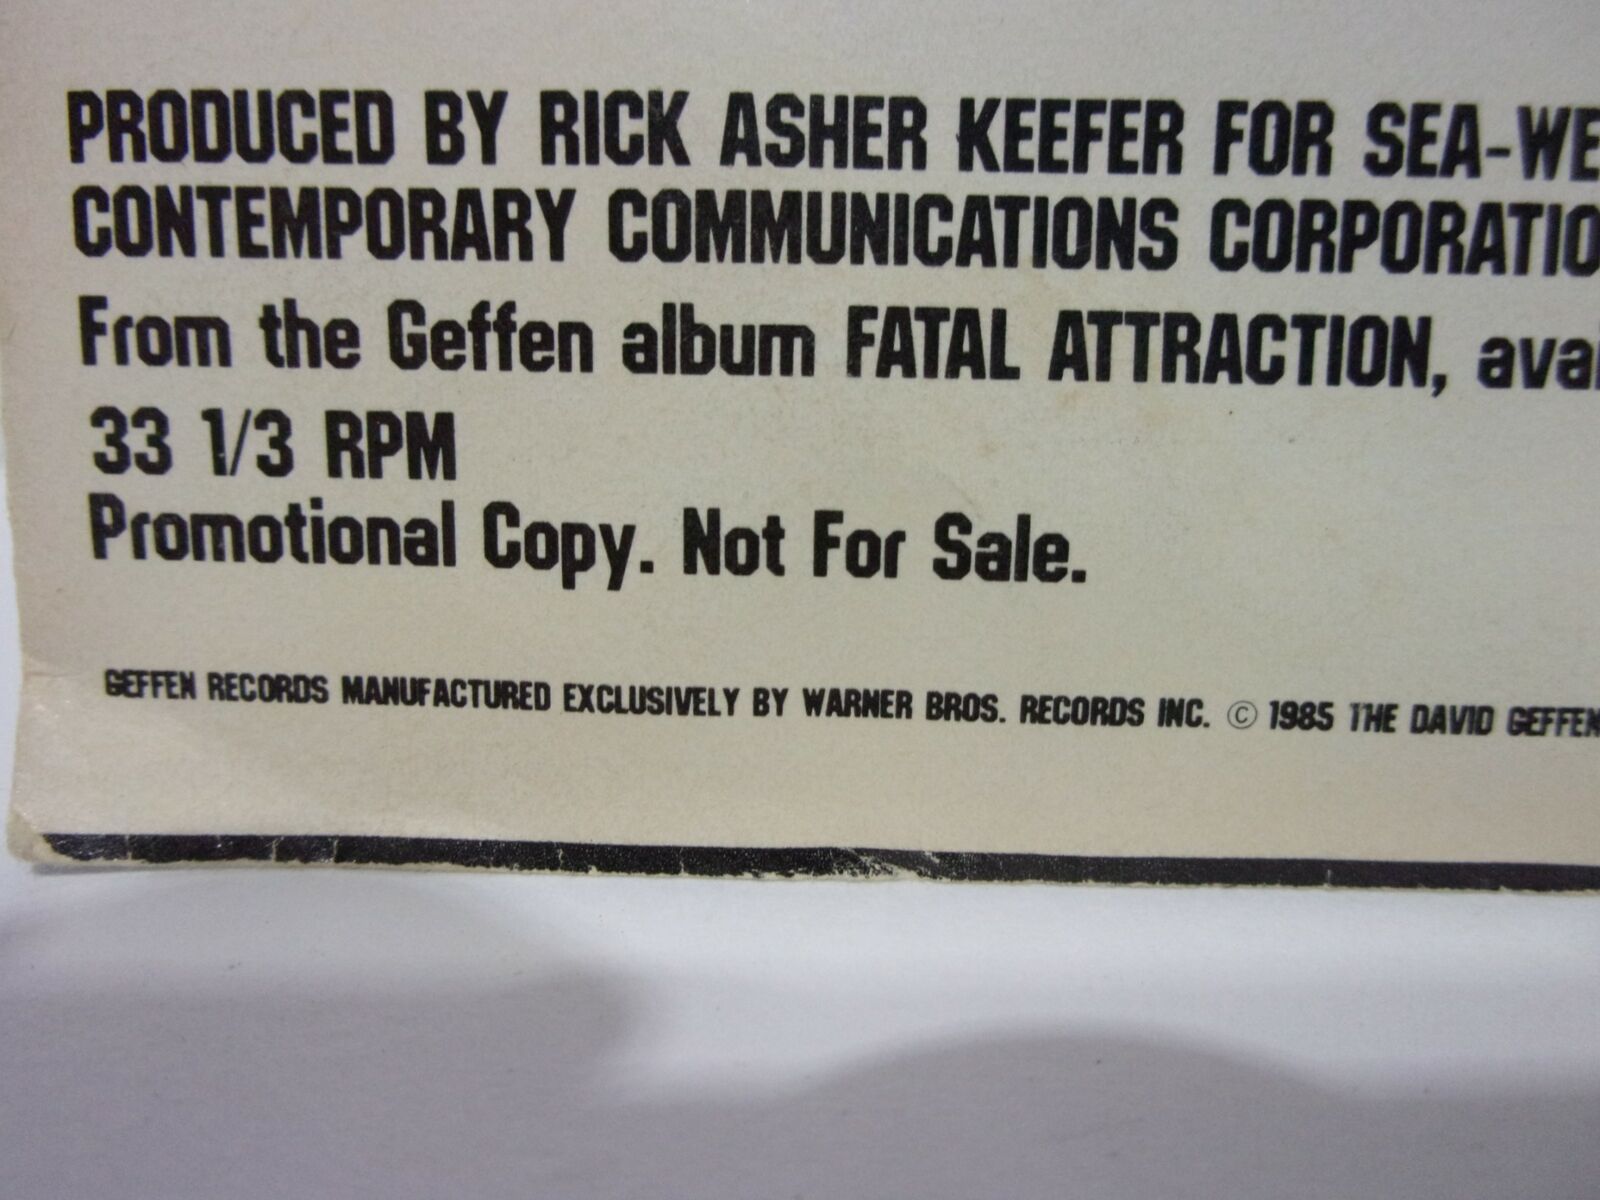 PRODUCED BY RICK ASHER KEEFER FOR SEA-WE
CONTEMPORARY COMMUNICATIONS CORPORATIO
From the Geffen album FATAL ATTRACTION, avai
33 1/3 RPM
Promotional Copy. Not For Sale.
GEFFEN RECORDS MANUFACTURED EXCLUSIVELY BY WARNER BROS. RECORDS INC. © 1985 THE DAVID GEFFEN